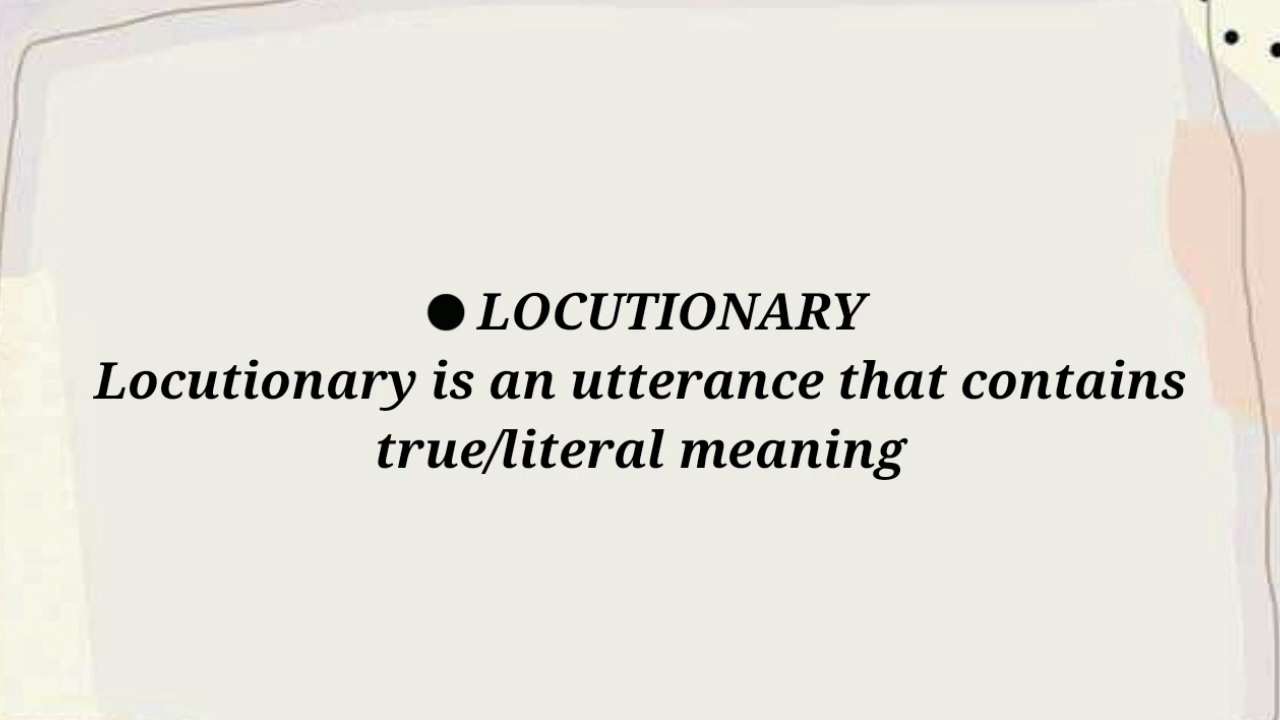 ● LOCUTIONARY
Locutionary is an utterance that contains
true/literal meaning